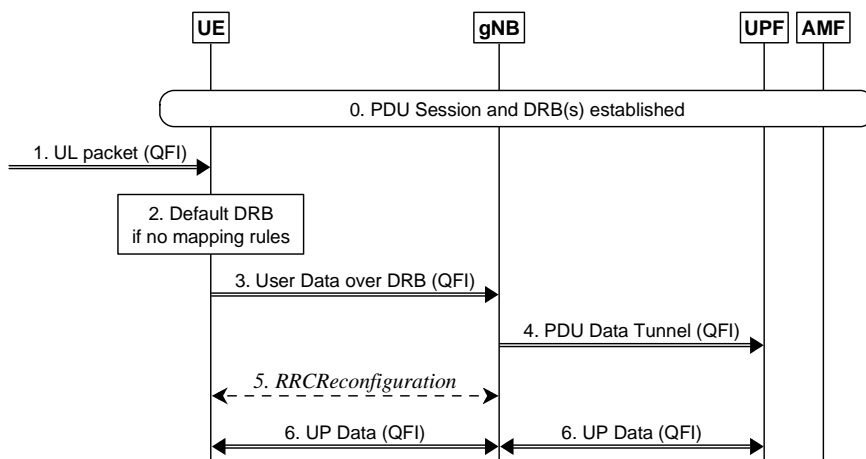 UE
gNB
UPF
AMF
0. PDU Session and DRB(s) established
1. UL packet (QFI)
2. Default DRB
if no mapping rules
3. User Data over DRB (QFI)
4. PDU Data Tunnel (QFI)
5. RRCReconfiguration
6. UP Data (QFI)
6. UP Data (QFI)